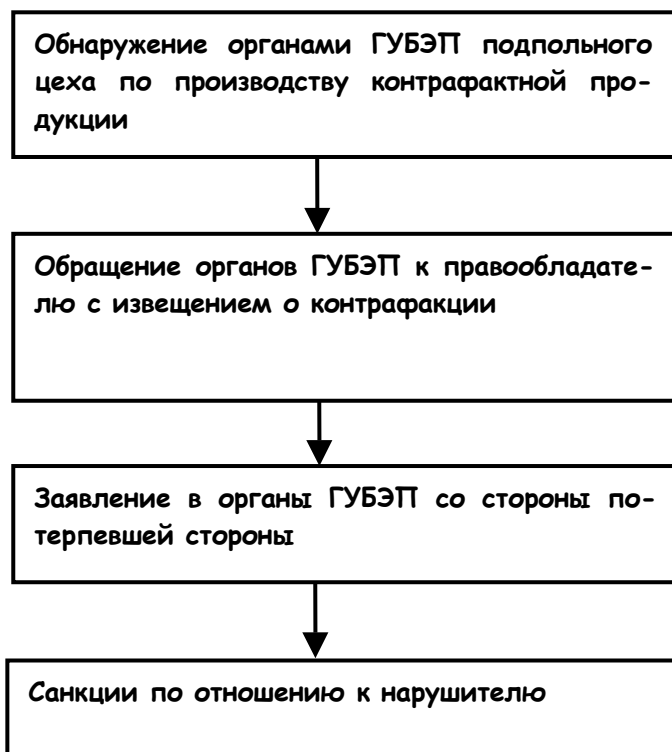 Обнаружение органами ГУБЭП подпольного
цеха по производству контрафактной про-
дукции
Обращение органов ГУБЭП к правообладате-
лю с извещением о контрафакции
Заявление в органы ГУБЭП со стороны по-
терпевшей стороны
Санкции по отношению к нарушителю